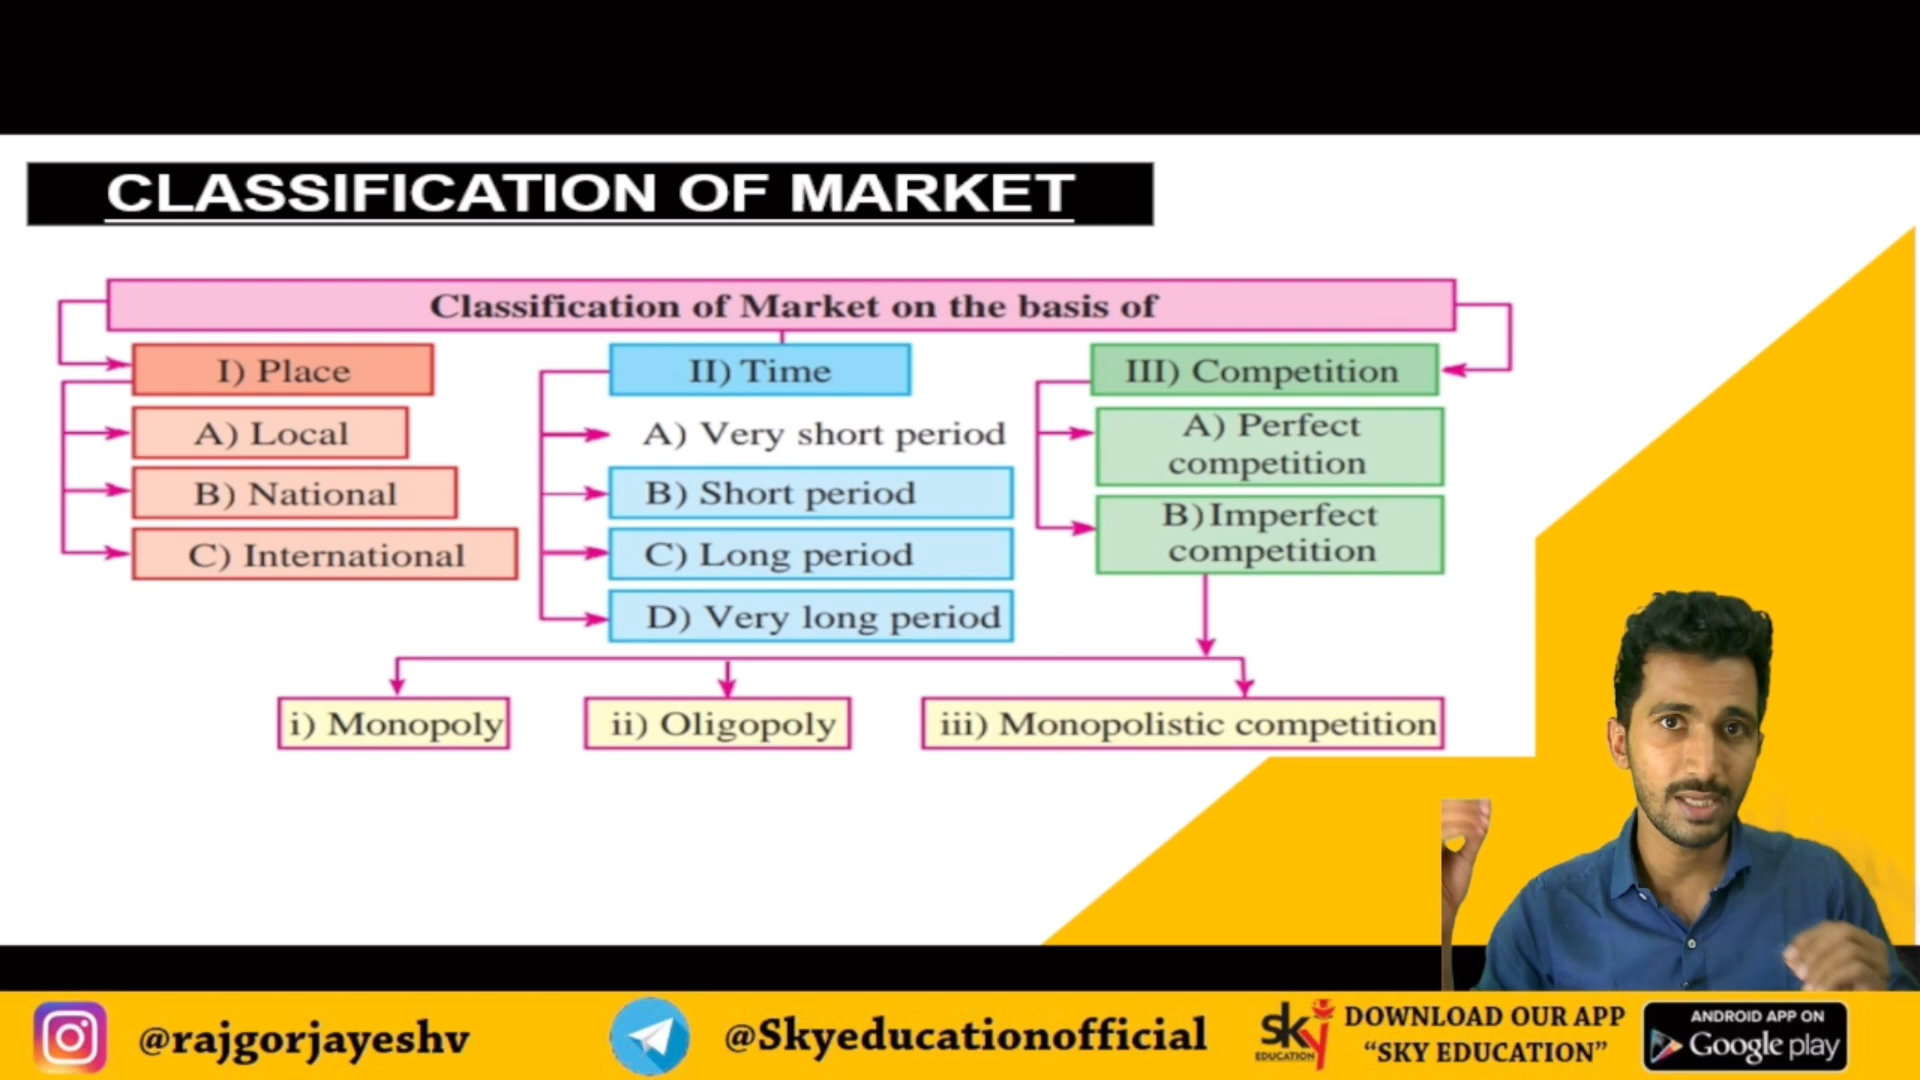 CLASSIFICATION OF MARKET
Classification of Market on the basis of
I) Place
A) Local
B) National
C) International
II) Time
A) Very short period
B) Short period
C) Long period
D) Very long period
III) Competition
A) Perfect
competition
B)Imperfect
competition
i) Monopoly
ii) Oligopoly
iii) Monopolistic competition
@rajgorjayeshv
@Skyeducationofficial
sky
EDUCATION
DOWNLOAD OUR APP
“SKY EDUCATION”
ANDROID APP ON
Google play